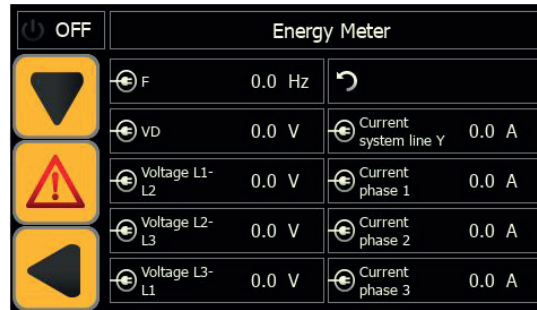 OFF
Energy Meter
F 0.0 Hz
VD 0.0 V
Current
system line Y 0.0 A
Voltage L1-
L2 0.0 V
Current
phase 1 0.0 A
Voltage L2-
L3 0.0 V
Current
phase 2 0.0 A
Voltage L3-
L1 0.0 V
Current
phase 3 0.0 A